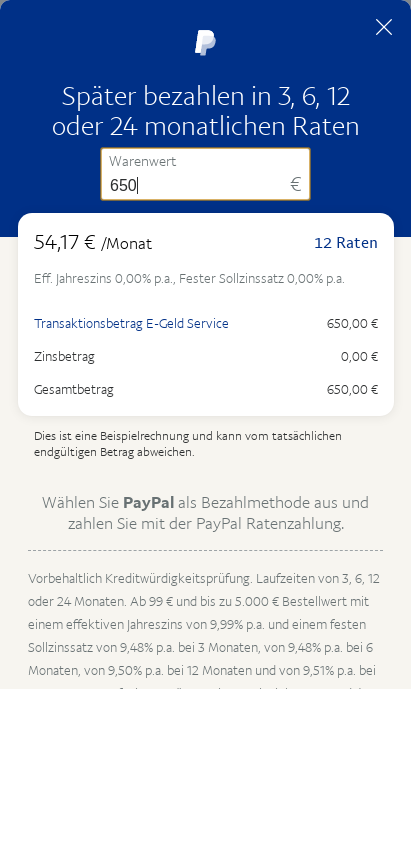 Später bezahlen in 3, 6, 12
oder 24 monatlichen Raten
Warenwert
650 €
54,17 € /Monat 12 Raten
Eff. Jahreszins 0,00% p.a., Fester Sollzinssatz 0,00% p.a.
Transaktionsbetrag E-Geld Service 650,00 €
Zinsbetrag 0,00 €
Gesamtbetrag 650,00 €
Dies ist eine Beispielrechnung und kann vom tatsächlichen
endgültigen Betrag abweichen.
Wählen Sie PayPal als Bezahlmethode aus und
zahlen Sie mit der PayPal Ratenzahlung.
Vorbehaltlich Kreditwürdigkeitsprüfung. Laufzeiten von 3, 6, 12
oder 24 Monaten. Ab 99 € und bis zu 5.000 € Bestellwert mit
einem effektiven Jahreszins von 9,99% p.a. und einem festen
Sollzinssatz von 9,48% p.a. bei 3 Monaten, von 9,48% p.a. bei 6
Monaten, von 9,50% p.a. bei 12 Monaten und von 9,51% p.a. bei